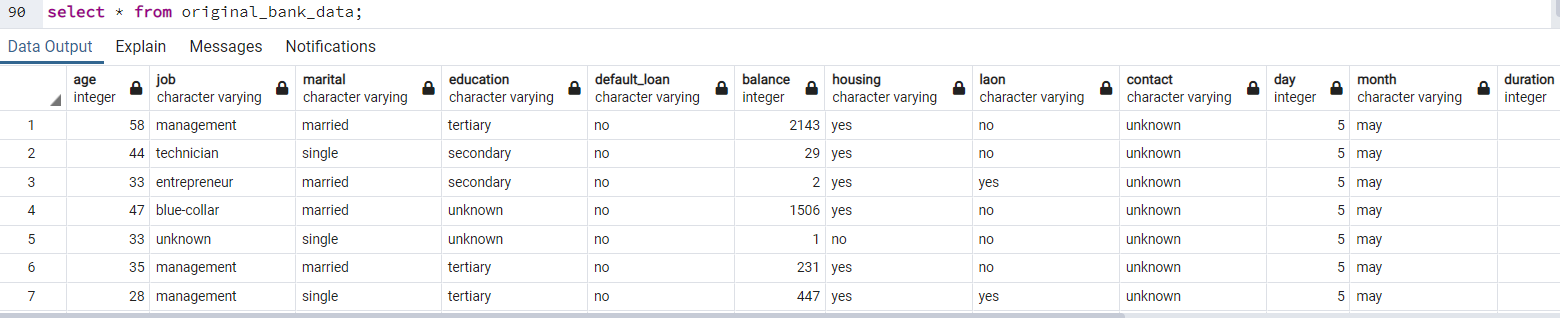 90 select * from original_bank_data;
Data Output Explain Messages Notifications
age job marital education default_loan balance housing laon contact day month duration
integer character varying character varying character varying character varying integer character varying character varying character varying integer character varying integer
1 58 management married tertiary no 2143 yes no unknown 5 may
2 44 technician single secondary no 29 yes no unknown 5 may
3 33 entrepreneur married secondary no 2 yes yes unknown 5 may
4 47 blue-collar married unknown no 1506 yes no unknown 5 may
5 33 unknown single unknown no 1 no no unknown 5 may
6 35 management married tertiary no 231 yes no unknown 5 may
7 28 management single tertiary no 447 yes yes unknown 5 may